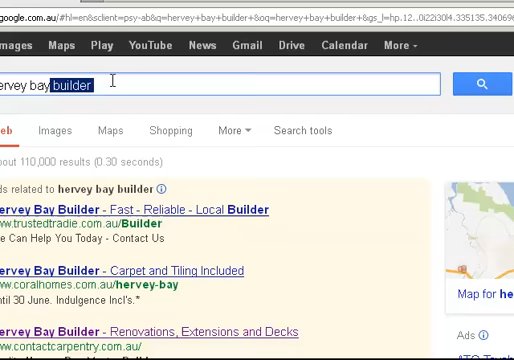 google.com.au/#hl=en&sclient=psy-ab&q=hervey+bay+builder+&oq=hervey+bay+builder+&gs_l=hp.12..0i22i30l4.335135.340696
mages Maps Play YouTube News Gmail Drive Calendar More
ervey bay builder
eb Images Maps Shopping More Search tools
bout 110,000 results (0.30 seconds)
ds related to hervey bay builder
ervey Bay Builder - Fast - Reliable - Local Builder
ww.trustedtradie.com.au/Builder
e Can Help You Today - Contact Us
ervey Bay Builder - Carpet and Tiling Included
ww.coralhomes.com.au/hervey-bay
ntil 30 June. Indulgence Incl's.*
Map for he
ervey Bay Builder - Renovations, Extensions and Decks
ww.contactcarpentry.com.au/
Ads